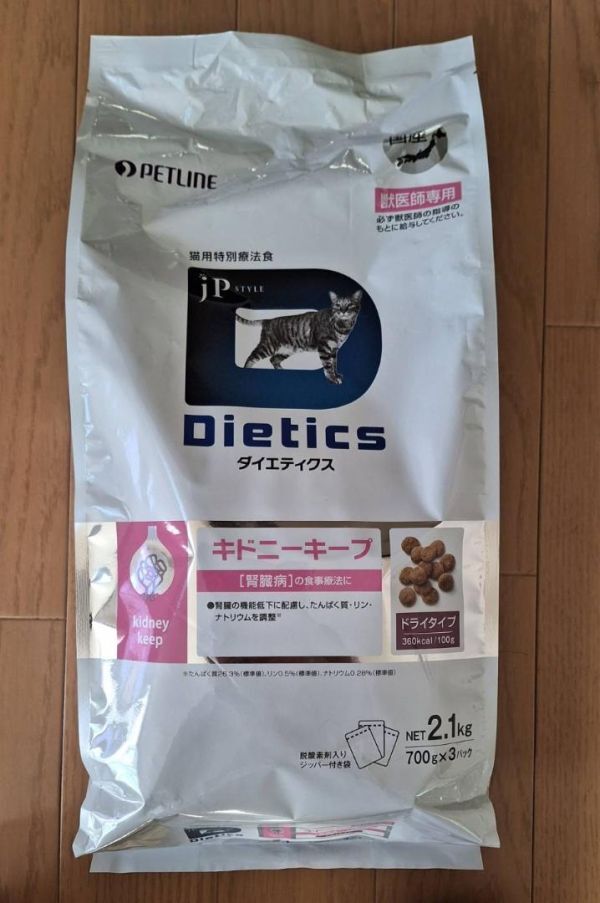 国産
PETLINE
獣医師専用
必ず獣医師の指導の
もとに給与してください。
猫用特別療法食
jP STYLE
Dietics
ダイエティクス
キドニーキープ
[腎臓病]の食事療法に
●腎臓の機能低下に配慮し、たんぱく質・リン・
ナトリウムを調整※
kidney
keep
ドライタイプ
360kcal/100g
※たんぱく質26.3%(標準値)、リン0.5%(標準値)、ナトリウム0.28%(標準値)
脱酸素剤入り
ジッパー付き袋
NET 2.1kg
700g×3パック
Dietics